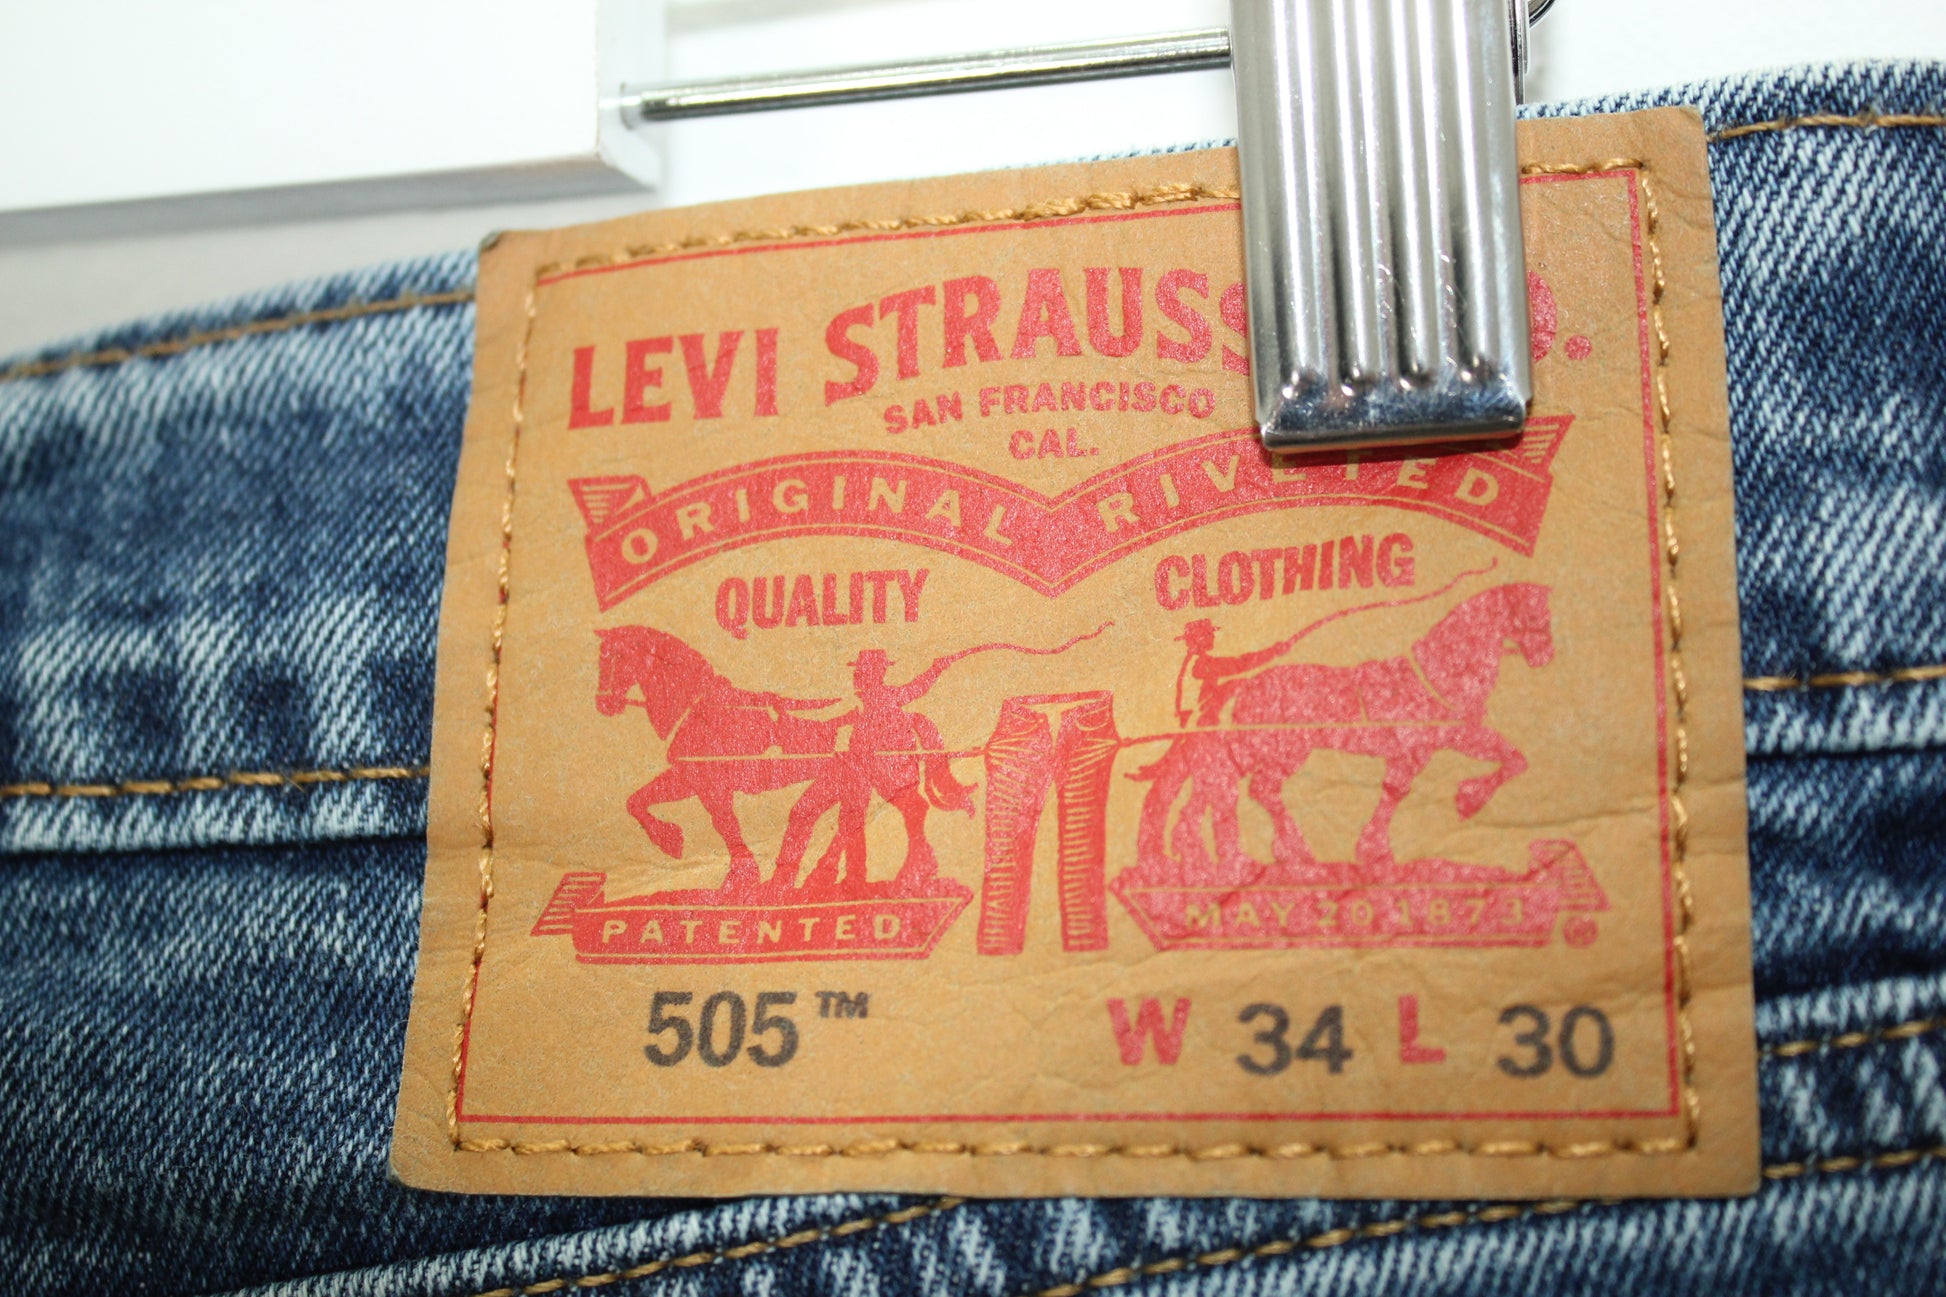 LEVI STRAUSS
SAN FRANCISCO
CAL.
ORIGINAL RIVETED
QUALITY CLOTHING
PATENTED MAY 20 1873 ®
505™ W 34 L 30